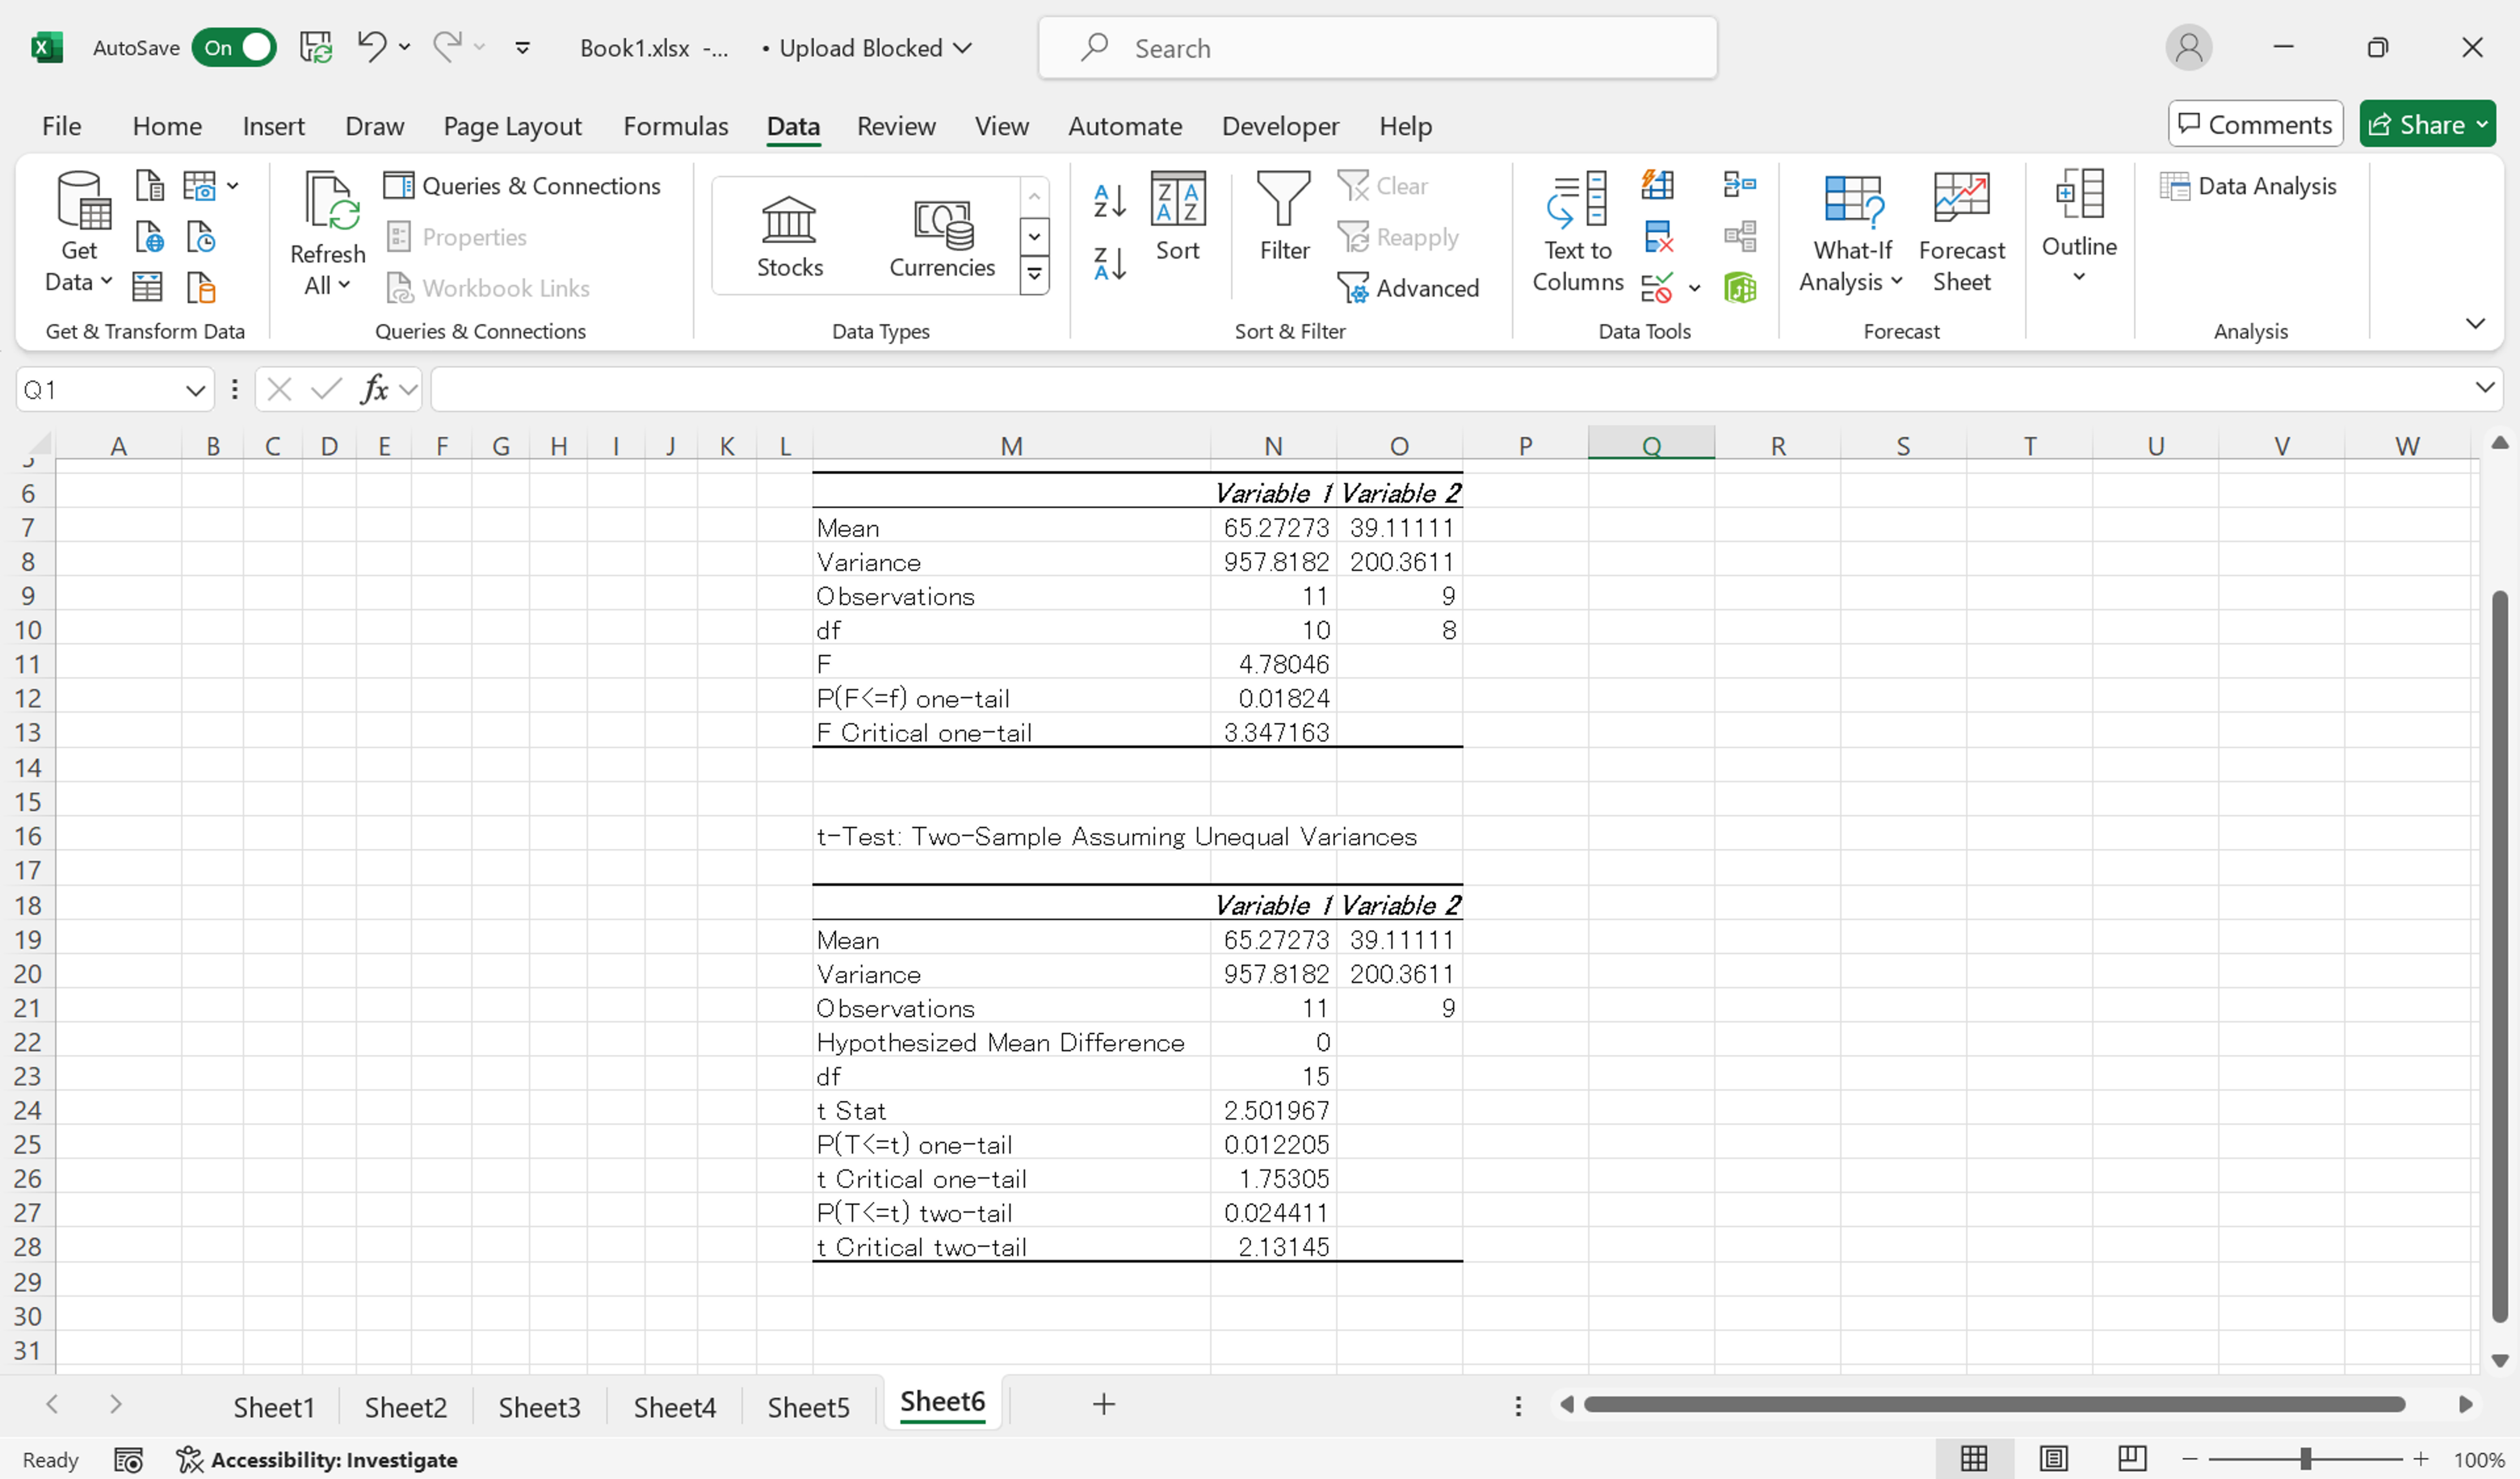 AutoSave On Book1.xlsx -... • Upload Blocked Search
File Home Insert Draw Page Layout Formulas Data Review View Automate Developer Help Comments Share
Get Data
Refresh All
Queries & Connections
Properties
Workbook Links
Stocks
Currencies
Sort
Filter
Clear
Reapply
Advanced
Text to Columns
What-If Analysis
Forecast Sheet
Outline
Data Analysis
Get & Transform Data Queries & Connections Data Types Sort & Filter Data Tools Forecast Analysis
Q1 fx
A B C D E F G H I J K L M N O P Q R S T U V W
6 Variable 1 Variable 2
7 Mean 65.27273 39.11111
8 Variance 957.8182 200.3611
9 Observations 11 9
10 df 10 8
11 F 4.78046
12 P(F<=f) one-tail 0.01824
13 F Critical one-tail 3.347163
14
15
16 t-Test: Two-Sample Assuming Unequal Variances
17
18 Variable 1 Variable 2
19 Mean 65.27273 39.11111
20 Variance 957.8182 200.3611
21 Observations 11 9
22 Hypothesized Mean Difference 0
23 df 15
24 t Stat 2.501967
25 P(T<=t) one-tail 0.012205
26 t Critical one-tail 1.75305
27 P(T<=t) two-tail 0.024411
28 t Critical two-tail 2.13145
29
30
31
Sheet1 Sheet2 Sheet3 Sheet4 Sheet5 Sheet6
Ready Accessibility: Investigate 100%